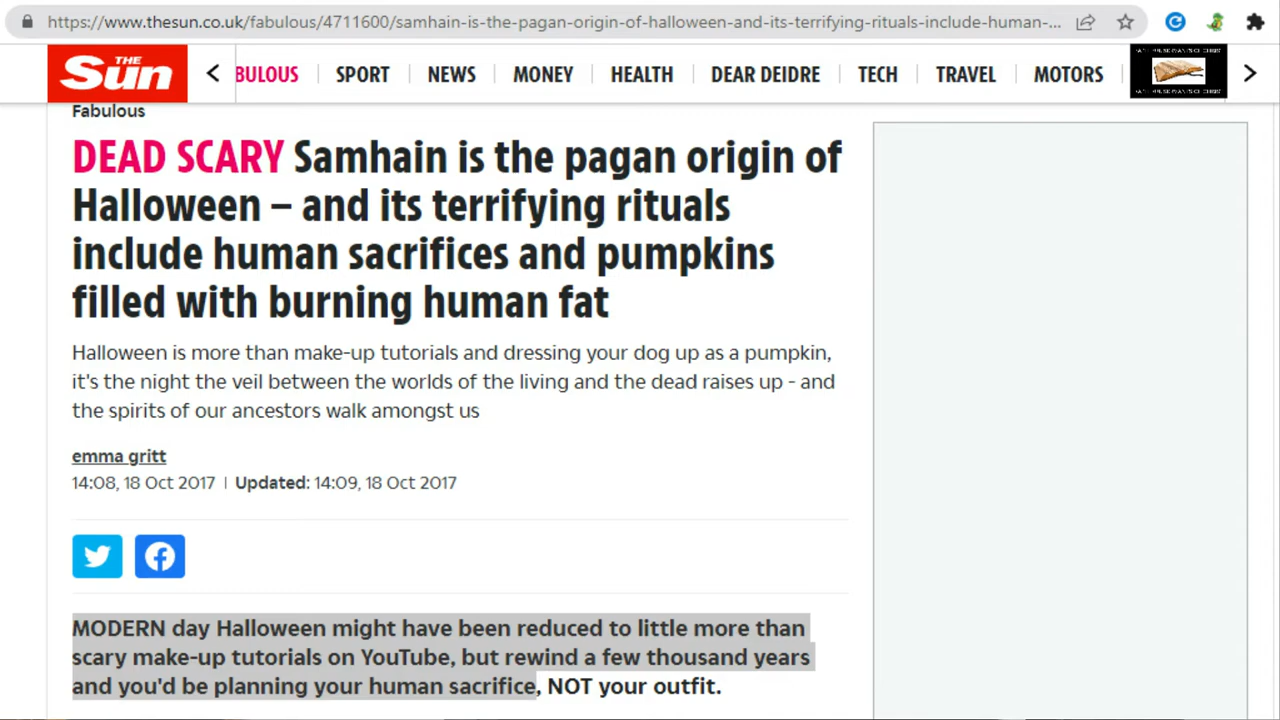 https://www.thesun.co.uk/fabulous/4711600/samhain-is-the-pagan-origin-of-halloween-and-its-terrifying-rituals-include-human-...
THE
Sun
BULOUS SPORT NEWS MONEY HEALTH DEAR DEIDRE TECH TRAVEL MOTORS
Fabulous
DEAD SCARY Samhain is the pagan origin of
Halloween – and its terrifying rituals
include human sacrifices and pumpkins
filled with burning human fat
Halloween is more than make-up tutorials and dressing your dog up as a pumpkin,
it's the night the veil between the worlds of the living and the dead raises up - and
the spirits of our ancestors walk amongst us
emma gritt
14:08, 18 Oct 2017 | Updated: 14:09, 18 Oct 2017
MODERN day Halloween might have been reduced to little more than
scary make-up tutorials on YouTube, but rewind a few thousand years
and you'd be planning your human sacrifice, NOT your outfit.